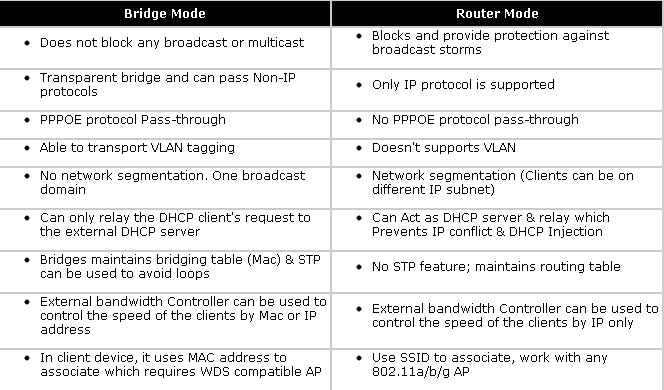 Bridge Mode
Router Mode
• Does not block any broadcast or multicast
• Blocks and provide protection against
broadcast storms
• Transparent bridge and can pass Non-IP
protocols
• Only IP protocol is supported
• PPPOE protocol Pass-through
• No PPPOE protocol pass-through
• Able to transport VLAN tagging
• Doesn't supports VLAN
• No network segmentation. One broadcast
domain
• Network segmentation (Clients can be on
different IP subnet)
• Can only relay the DHCP client's request to
the external DHCP server
• Can Act as DHCP server & relay which
Prevents IP conflict & DHCP Injection
• Bridges maintains bridging table (Mac) & STP
can be used to avoid loops
• No STP feature; maintains routing table
• External bandwidth Controller can be used to
control the speed of the clients by Mac or IP
address
• External bandwidth Controller can be used to
control the speed of the clients by IP only
• In client device, it uses MAC address to
associate which requires WDS compatible AP
• Use SSID to associate, work with any
802.11a/b/g AP